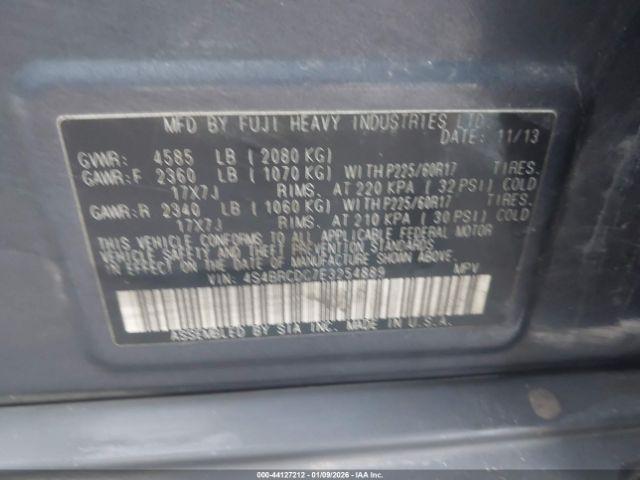 MFD BY FUJI HEAVY INDUSTRIES LTD.
DATE: 11/13
GVWR: 4585 LB ( 2080 KG)
GAWR:F 2360 LB ( 1070 KG) WITH P225/60R17 TIRES.
17X7J RIMS. AT 220 KPA ( 32 PSI) COLD
GAWR:R 2340 LB ( 1060 KG) WITH P225/60R17 TIRES.
17X7J RIMS. AT 210 KPA ( 30 PSI) COLD
THIS VEHICLE CONFORMS TO ALL APPLICABLE FEDERAL MOTOR
VEHICLE SAFETY, BUMPER, AND THEFT PREVENTION STANDARDS
IN EFFECT ON THE DATE OF MANUFACTURE SHOWN ABOVE.
VIN: 4S4BRCDC7E3254889 MPV
ASSEMBLED BY SIA INC. MADE IN U.S.A.
000-44127212 - 01/09/2026 - IAAI.COM